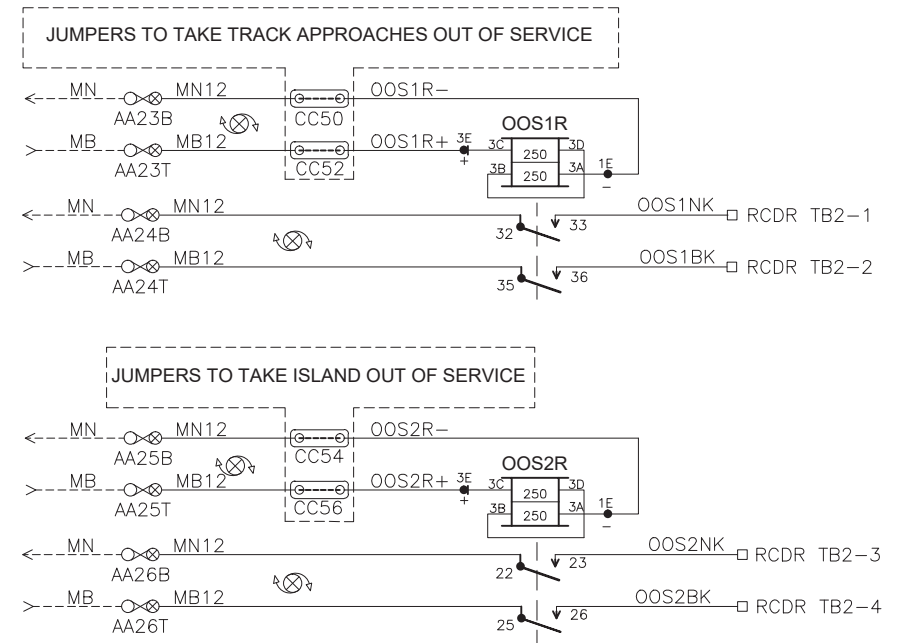 JUMPERS TO TAKE TRACK APPROACHES OUT OF SERVICE
MN MN12 OOS1R-
AA23B CC50
OOS1R
MB MB12 OOS1R+ 3E 3C 250 3D
+ 3B 250 3A 1E
AA23T CC52 -
MN MN12 OOS1NK RCDR TB2-1
AA24B 32 33
MB MB12 OOS1BK RCDR TB2-2
AA24T 35 36
JUMPERS TO TAKE ISLAND OUT OF SERVICE
MN MN12 OOS2R-
AA25B CC54
OOS2R
MB MB12 OOS2R+ 3E 3C 250 3D
+ 3B 250 3A 1E
AA25T CC56 -
MN MN12 OOS2NK RCDR TB2-3
AA26B 22 23
MB MB12 OOS2BK RCDR TB2-4
AA26T 25 26